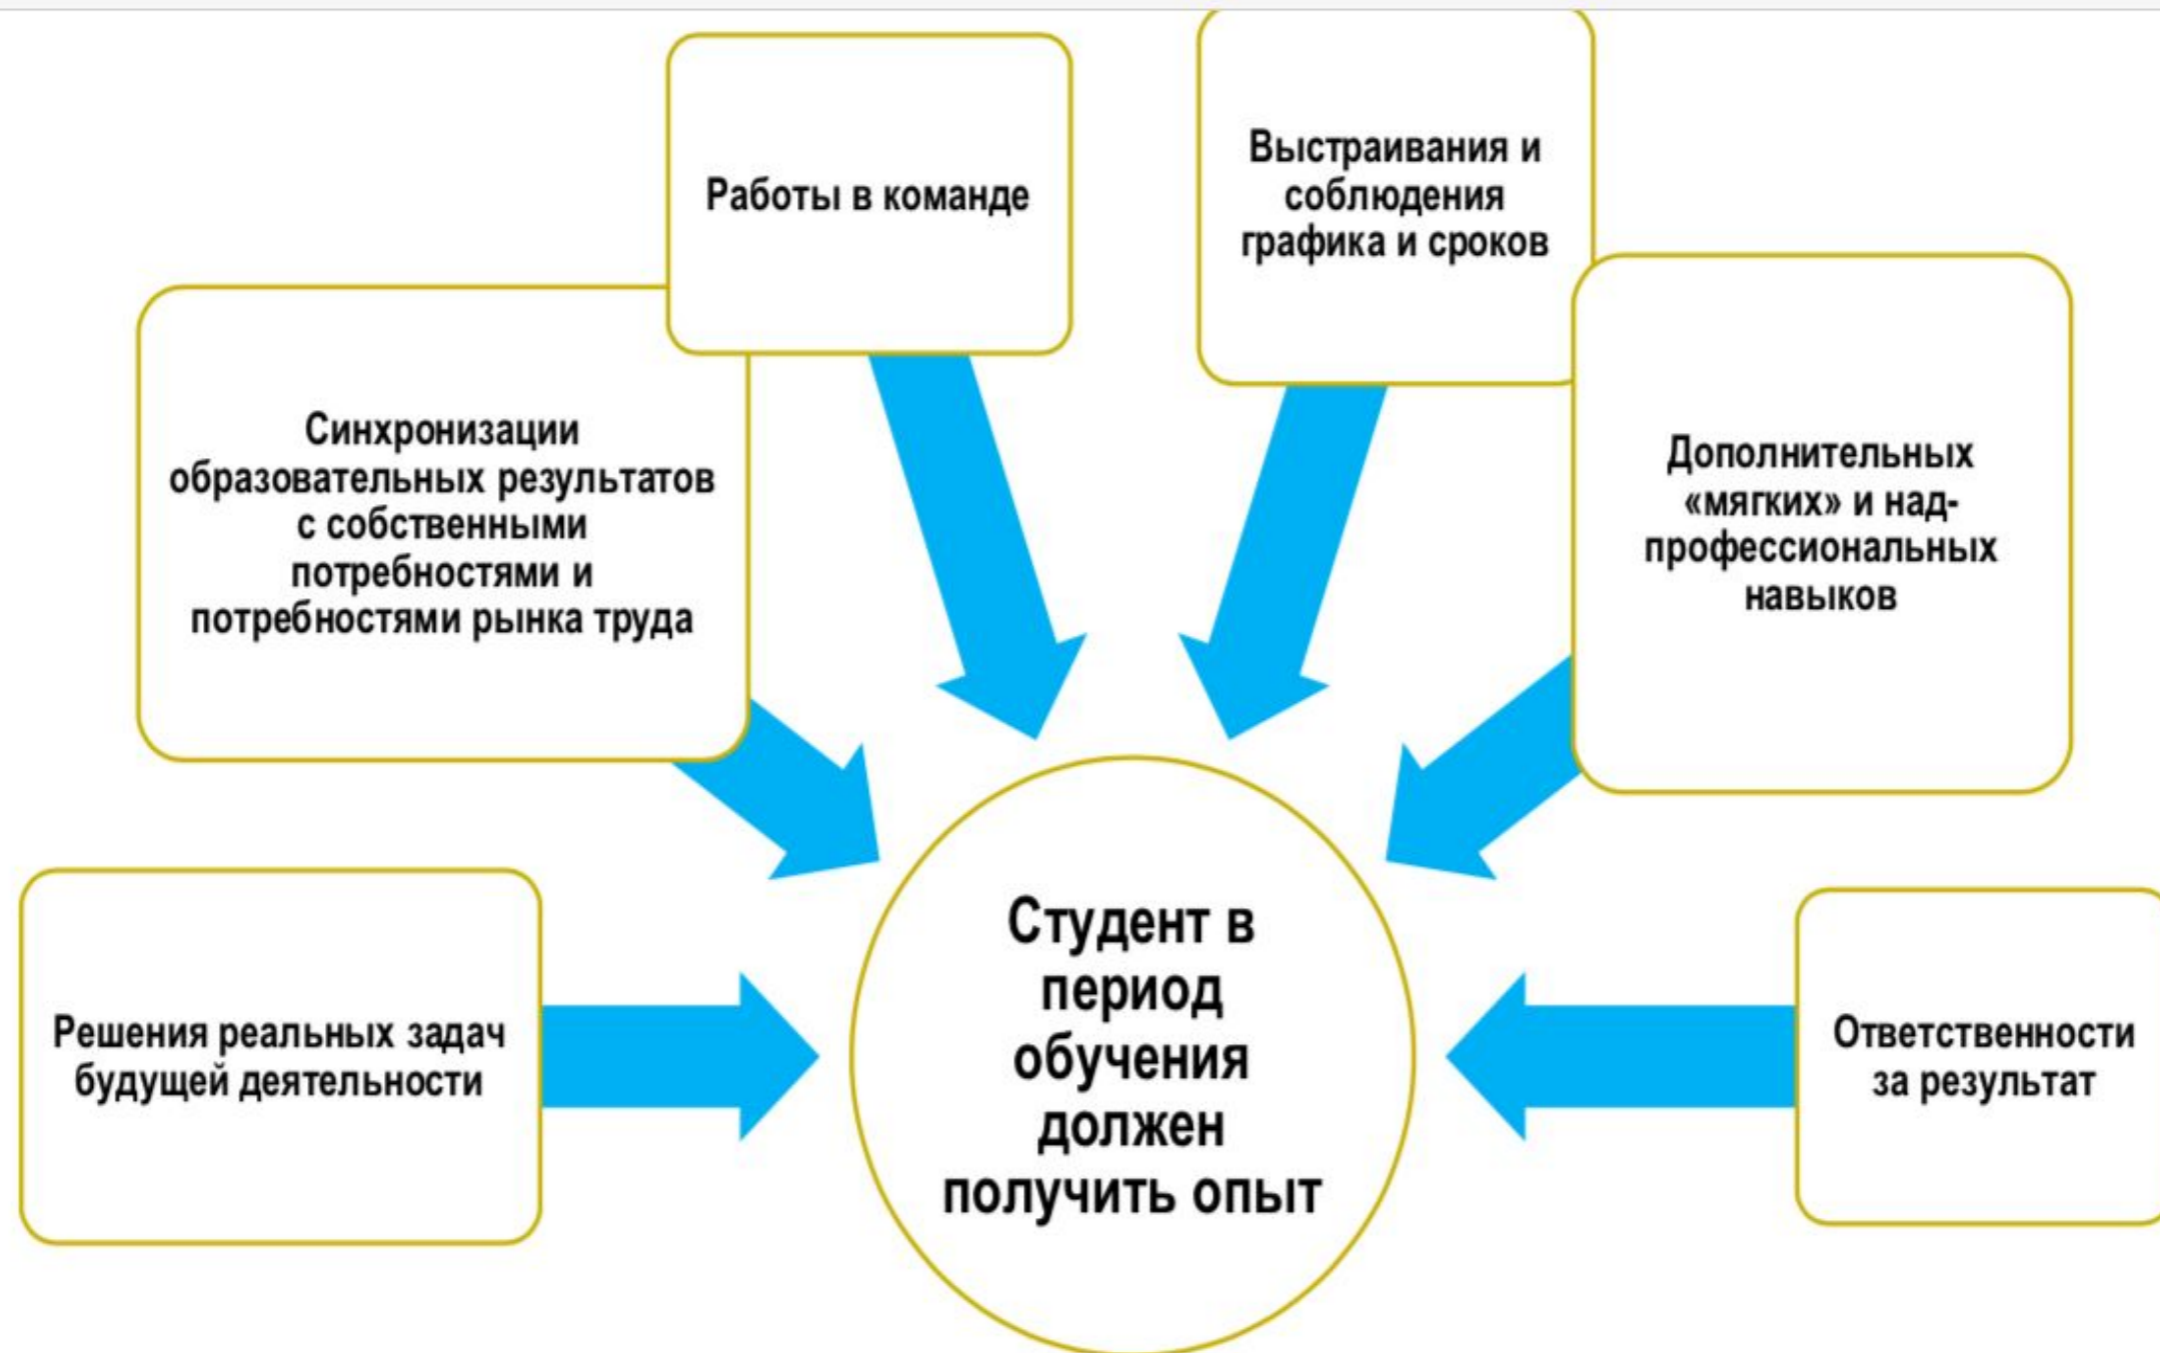 Работы в команде
Выстраивания и
соблюдения
графика и сроков
Синхронизации
образовательных результатов
с собственными
потребностями и
потребностями рынка труда
Дополнительных
«мягких» и над-
профессиональных
навыков
Решения реальных задач
будущей деятельности
Студент в
период
обучения
должен
получить опыт
Ответственности
за результат